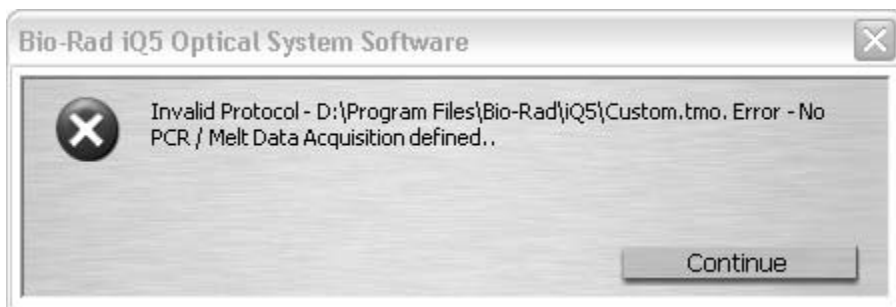 Bio-Rad iQ5 Optical System Software
Invalid Protocol - D:\Program Files\Bio-Rad\iQ5\Custom.tmo. Error - No
PCR / Melt Data Acquisition defined..
Continue